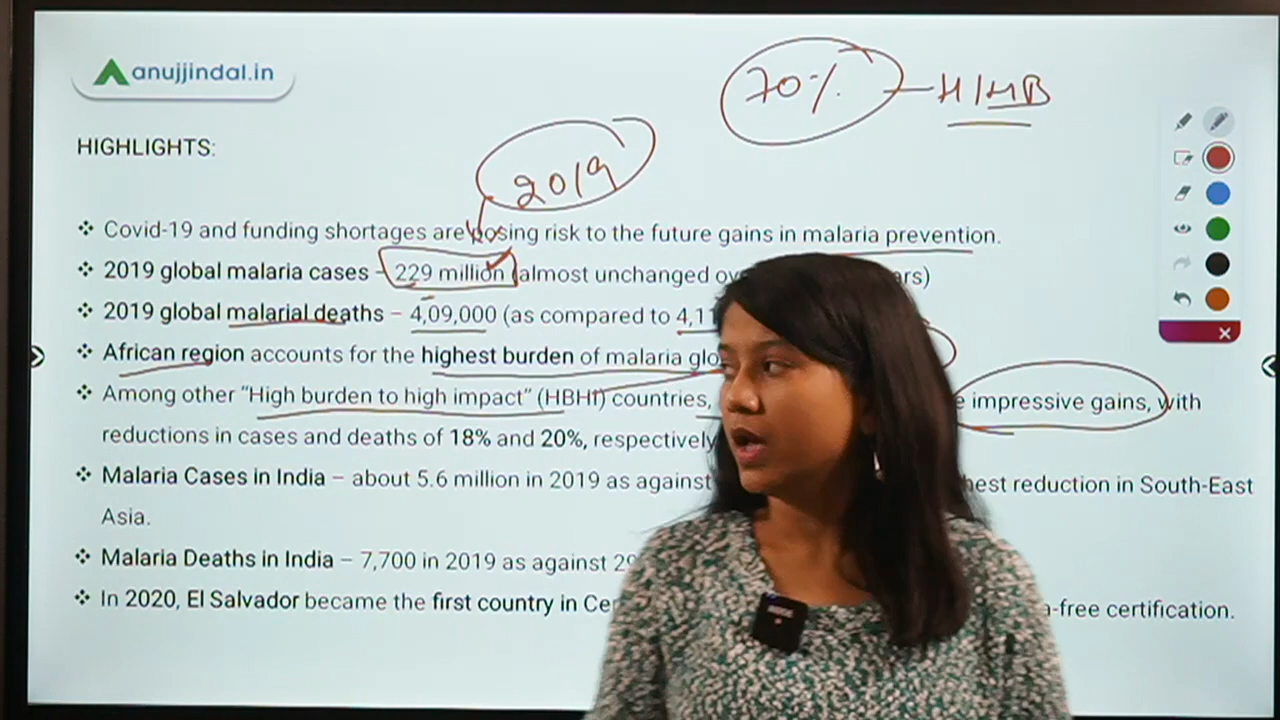 anujjindal.in
70% – HIMB
HIGHLIGHTS:
2019
❖ Covid-19 and funding shortages are posing risk to the future gains in malaria prevention.
❖ 2019 global malaria cases – 229 million (almost unchanged
❖ 2019 global malarial deaths – 4,09,000 (as compared to
❖ African region accounts for the highest burden of malaria
❖ Among other “High burden to high impact” (HBHI) countries, impressive gains, with
reductions in cases and deaths of 18% and 20%, respectively
❖ Malaria Cases in India – about 5.6 million in 2019 as against reduction in South-East
Asia.
❖ Malaria Deaths in India – 7,700 in 2019 as against
❖ In 2020, El Salvador became the first country in certification.